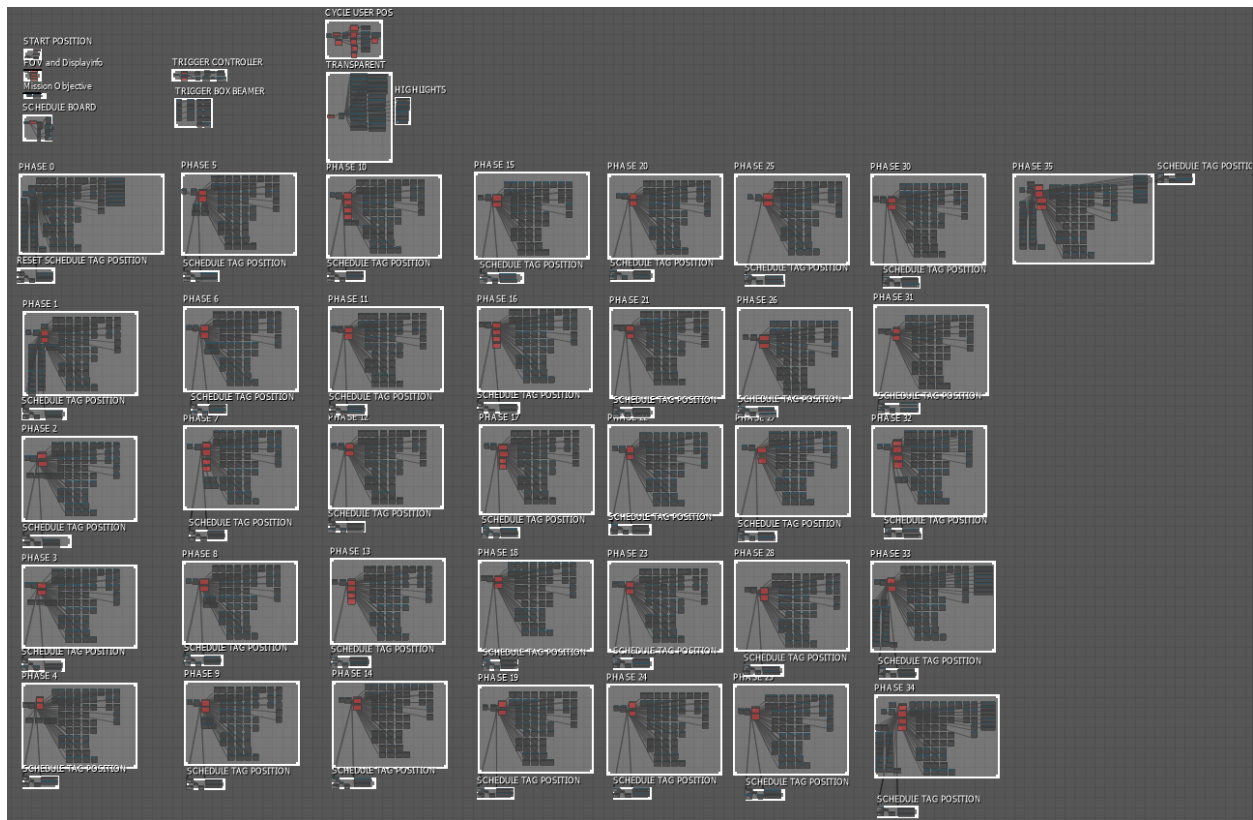 CYCLE USER POS
START POSITION
FOV and Displayinfo
TRIGGER CONTROLLER
TRANSPARENT
Mission Objective
TRIGGER BOX BEAMER
HIGHLIGHTS
SCHEDULE BOARD
PHASE 0
PHASE 5
PHASE 10
PHASE 15
PHASE 20
PHASE 25
PHASE 30
PHASE 35
SCHEDULE TAG POSITIO
RESET SCHEDULE TAG POSITION
SCHEDULE TAG POSITION
SCHEDULE TAG POSITION
SCHEDULE TAG POSITION
SCHEDULE TAG POSITION
SCHEDULE TAG POSITION
SCHEDULE TAG POSITION
PHASE 1
PHASE 6
PHASE 11
PHASE 16
PHASE 21
PHASE 26
PHASE 31
SCHEDULE TAG POSITION
SCHEDULE TAG POSITION
SCHEDULE TAG POSITION
SCHEDULE TAG POSITION
SCHEDULE TAG POSITION
SCHEDULE TAG POSITION
SCHEDULE TAG POSITION
PHASE 2
PHASE 7
PHASE 12
PHASE 17
PHASE 32
SCHEDULE TAG POSITION
SCHEDULE TAG POSITION
SCHEDULE TAG POSITION
SCHEDULE TAG POSITION
SCHEDULE TAG POSITION
SCHEDULE TAG POSITION
SCHEDULE TAG POSITION
PHASE 3
PHASE 8
PHASE 13
PHASE 18
PHASE 23
PHASE 28
PHASE 33
SCHEDULE TAG POSITION
SCHEDULE TAG POSITION
SCHEDULE TAG POSITION
SCHEDULE TAG POSITION
SCHEDULE TAG POSITION
SCHEDULE TAG POSITION
SCHEDULE TAG POSITION
PHASE 4
PHASE 9
PHASE 14
PHASE 19
PHASE 24
PHASE 34
SCHEDULE TAG POSITION
SCHEDULE TAG POSITION
SCHEDULE TAG POSITION
SCHEDULE TAG POSITION
SCHEDULE TAG POSITION
SCHEDULE TAG POSITION
SCHEDULE TAG POSITION